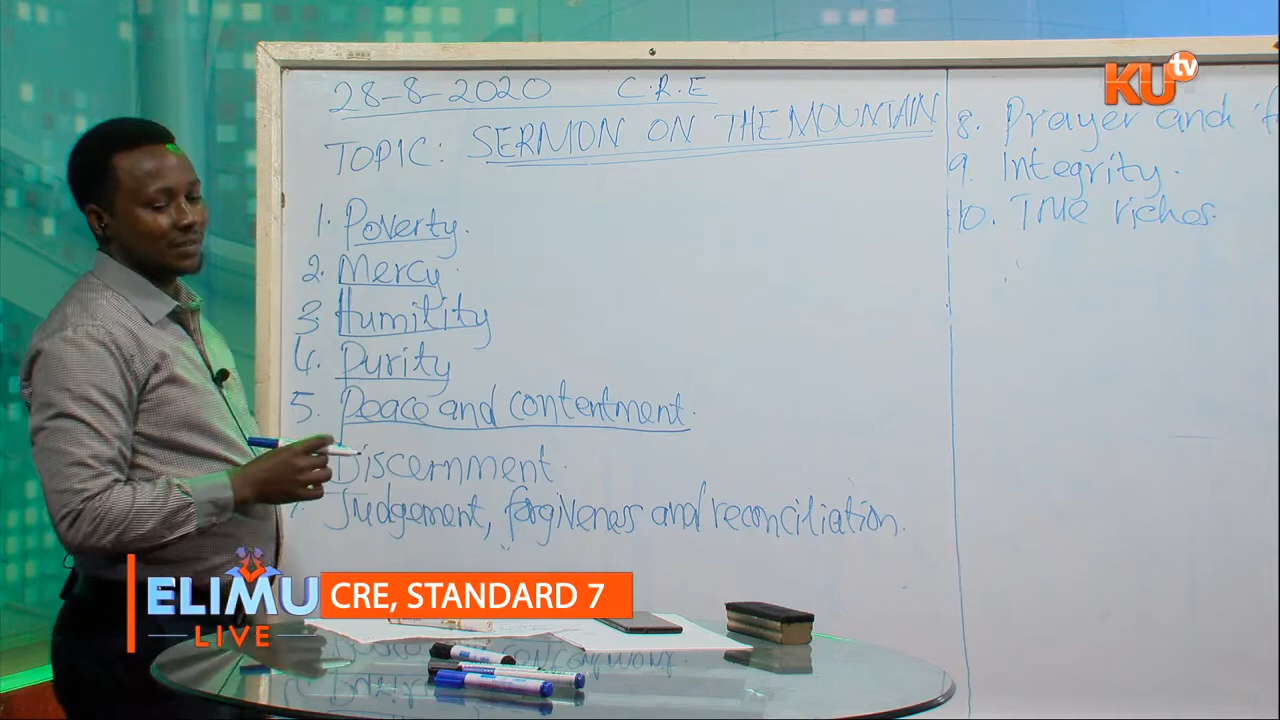 28-8-2020 C.R.E
TOPIC: SERMON ON THE MOUNTAIN
1. Poverty.
2. Mercy.
3. Humility
4. Purity
5. Peace and contentment.
Discernment.
Judgement, forgiveness and reconciliation.
8. Prayer and
9. Integrity.
10. True riches.
KU tv
ELIMU
LIVE
CRE, STANDARD 7